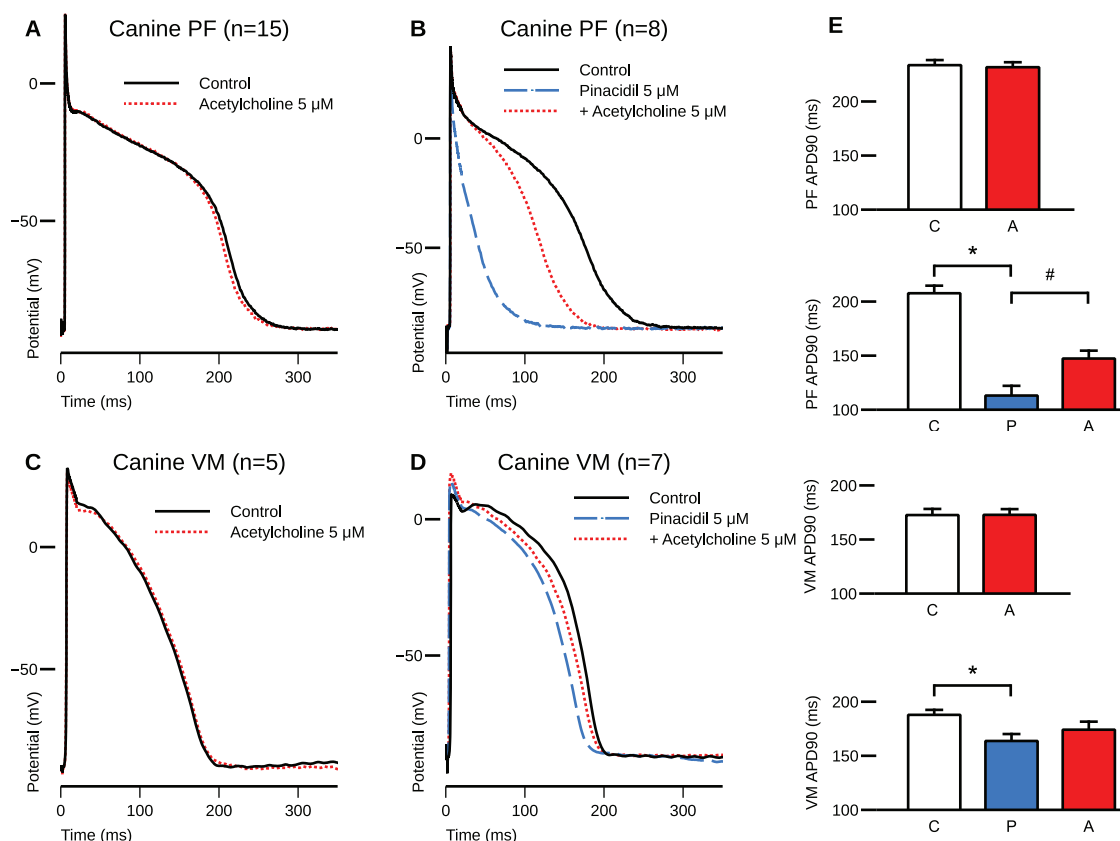 A
Canine PF (n=15)
Control
Acetylcholine 5 μM
0
−50
Potential (mV)
0
100
200
300
Time (ms)
B
Canine PF (n=8)
Control
Pinacidil 5 μM
+ Acetylcholine 5 μM
0
−50
Potential (mV)
0
100
200
300
Time (ms)
C
Canine VM (n=5)
Control
Acetylcholine 5 μM
0
−50
Potential (mV)
0
100
200
300
Time (ms)
D
Canine VM (n=7)
Control
Pinacidil 5 μM
+ Acetylcholine 5 μM
0
−50
Potential (mV)
0
100
200
300
Time (ms)
E
PF APD90 (ms)
200
150
100
C
A
PF APD90 (ms)
200
150
100
*
#
C
P
A
VM APD90 (ms)
200
150
100
C
A
VM APD90 (ms)
200
150
100
*
C
P
A